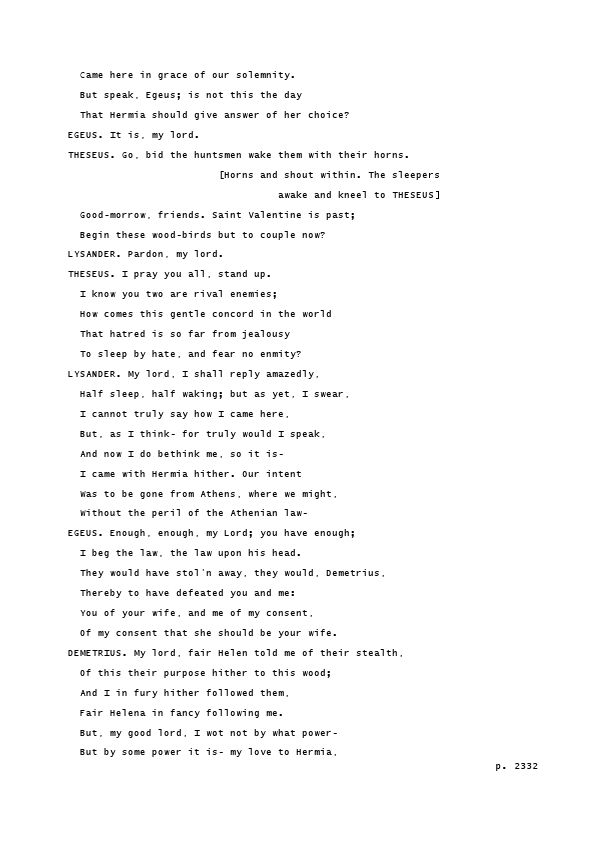 Came here in grace of our solemnity.
But speak, Egeus; is not this the day
That Hermia should give answer of her choice?
EGEUS. It is, my lord.
THESEUS. Go, bid the huntsmen wake them with their horns.
[Horns and shout within. The sleepers
awake and kneel to THESEUS]
Good-morrow, friends. Saint Valentine is past;
Begin these wood-birds but to couple now?
LYSANDER. Pardon, my lord.
THESEUS. I pray you all, stand up.
I know you two are rival enemies;
How comes this gentle concord in the world
That hatred is so far from jealousy
To sleep by hate, and fear no enmity?
LYSANDER. My lord, I shall reply amazedly,
Half sleep, half waking; but as yet, I swear,
I cannot truly say how I came here,
But, as I think- for truly would I speak,
And now I do bethink me, so it is-
I came with Hermia hither. Our intent
Was to be gone from Athens, where we might,
Without the peril of the Athenian law-
EGEUS. Enough, enough, my Lord; you have enough;
I beg the law, the law upon his head.
They would have stol'n away, they would, Demetrius,
Thereby to have defeated you and me:
You of your wife, and me of my consent,
Of my consent that she should be your wife.
DEMETRIUS. My lord, fair Helen told me of their stealth,
Of this their purpose hither to this wood;
And I in fury hither followed them,
Fair Helena in fancy following me.
But, my good lord, I wot not by what power-
But by some power it is- my love to Hermia,
p. 2332